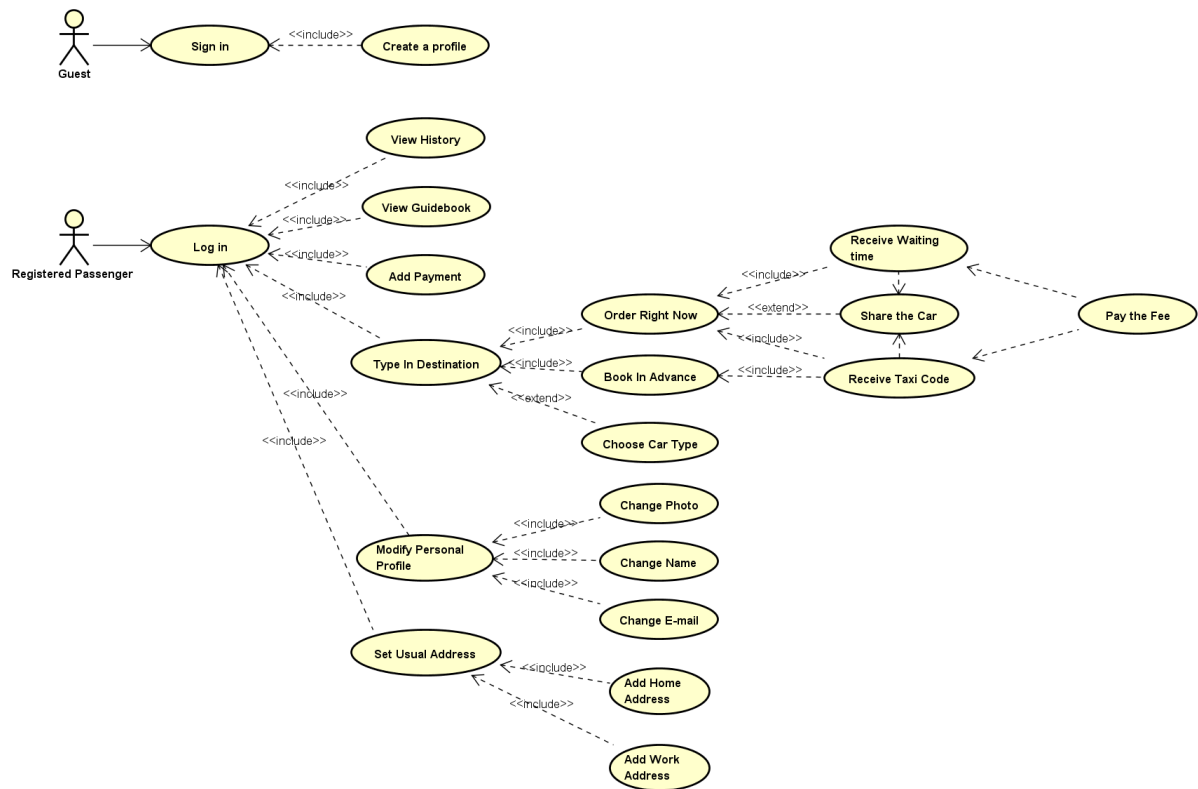 <<include>>
Sign in
Create a profile
Guest
View History
<<include>>
View Guidebook
<<include>>
Log in
Registered Passenger
<<include>>
Add Payment
<<include>>
Type In Destination
<<include>>
Order Right Now
<<include>>
Book In Advance
<<extend>>
Choose Car Type
<<include>>
Receive Waiting
time
<<extend>>
Share the Car
<<include>>
<<include>>
Receive Taxi Code
Pay the Fee
<<include>>
<<include>>
Modify Personal
Profile
<<include>>
Change Photo
<<include>>
Change Name
<<include>>
Change E-mail
Set Usual Address
<<include>>
Add Home
Address
<<include>>
Add Work
Address